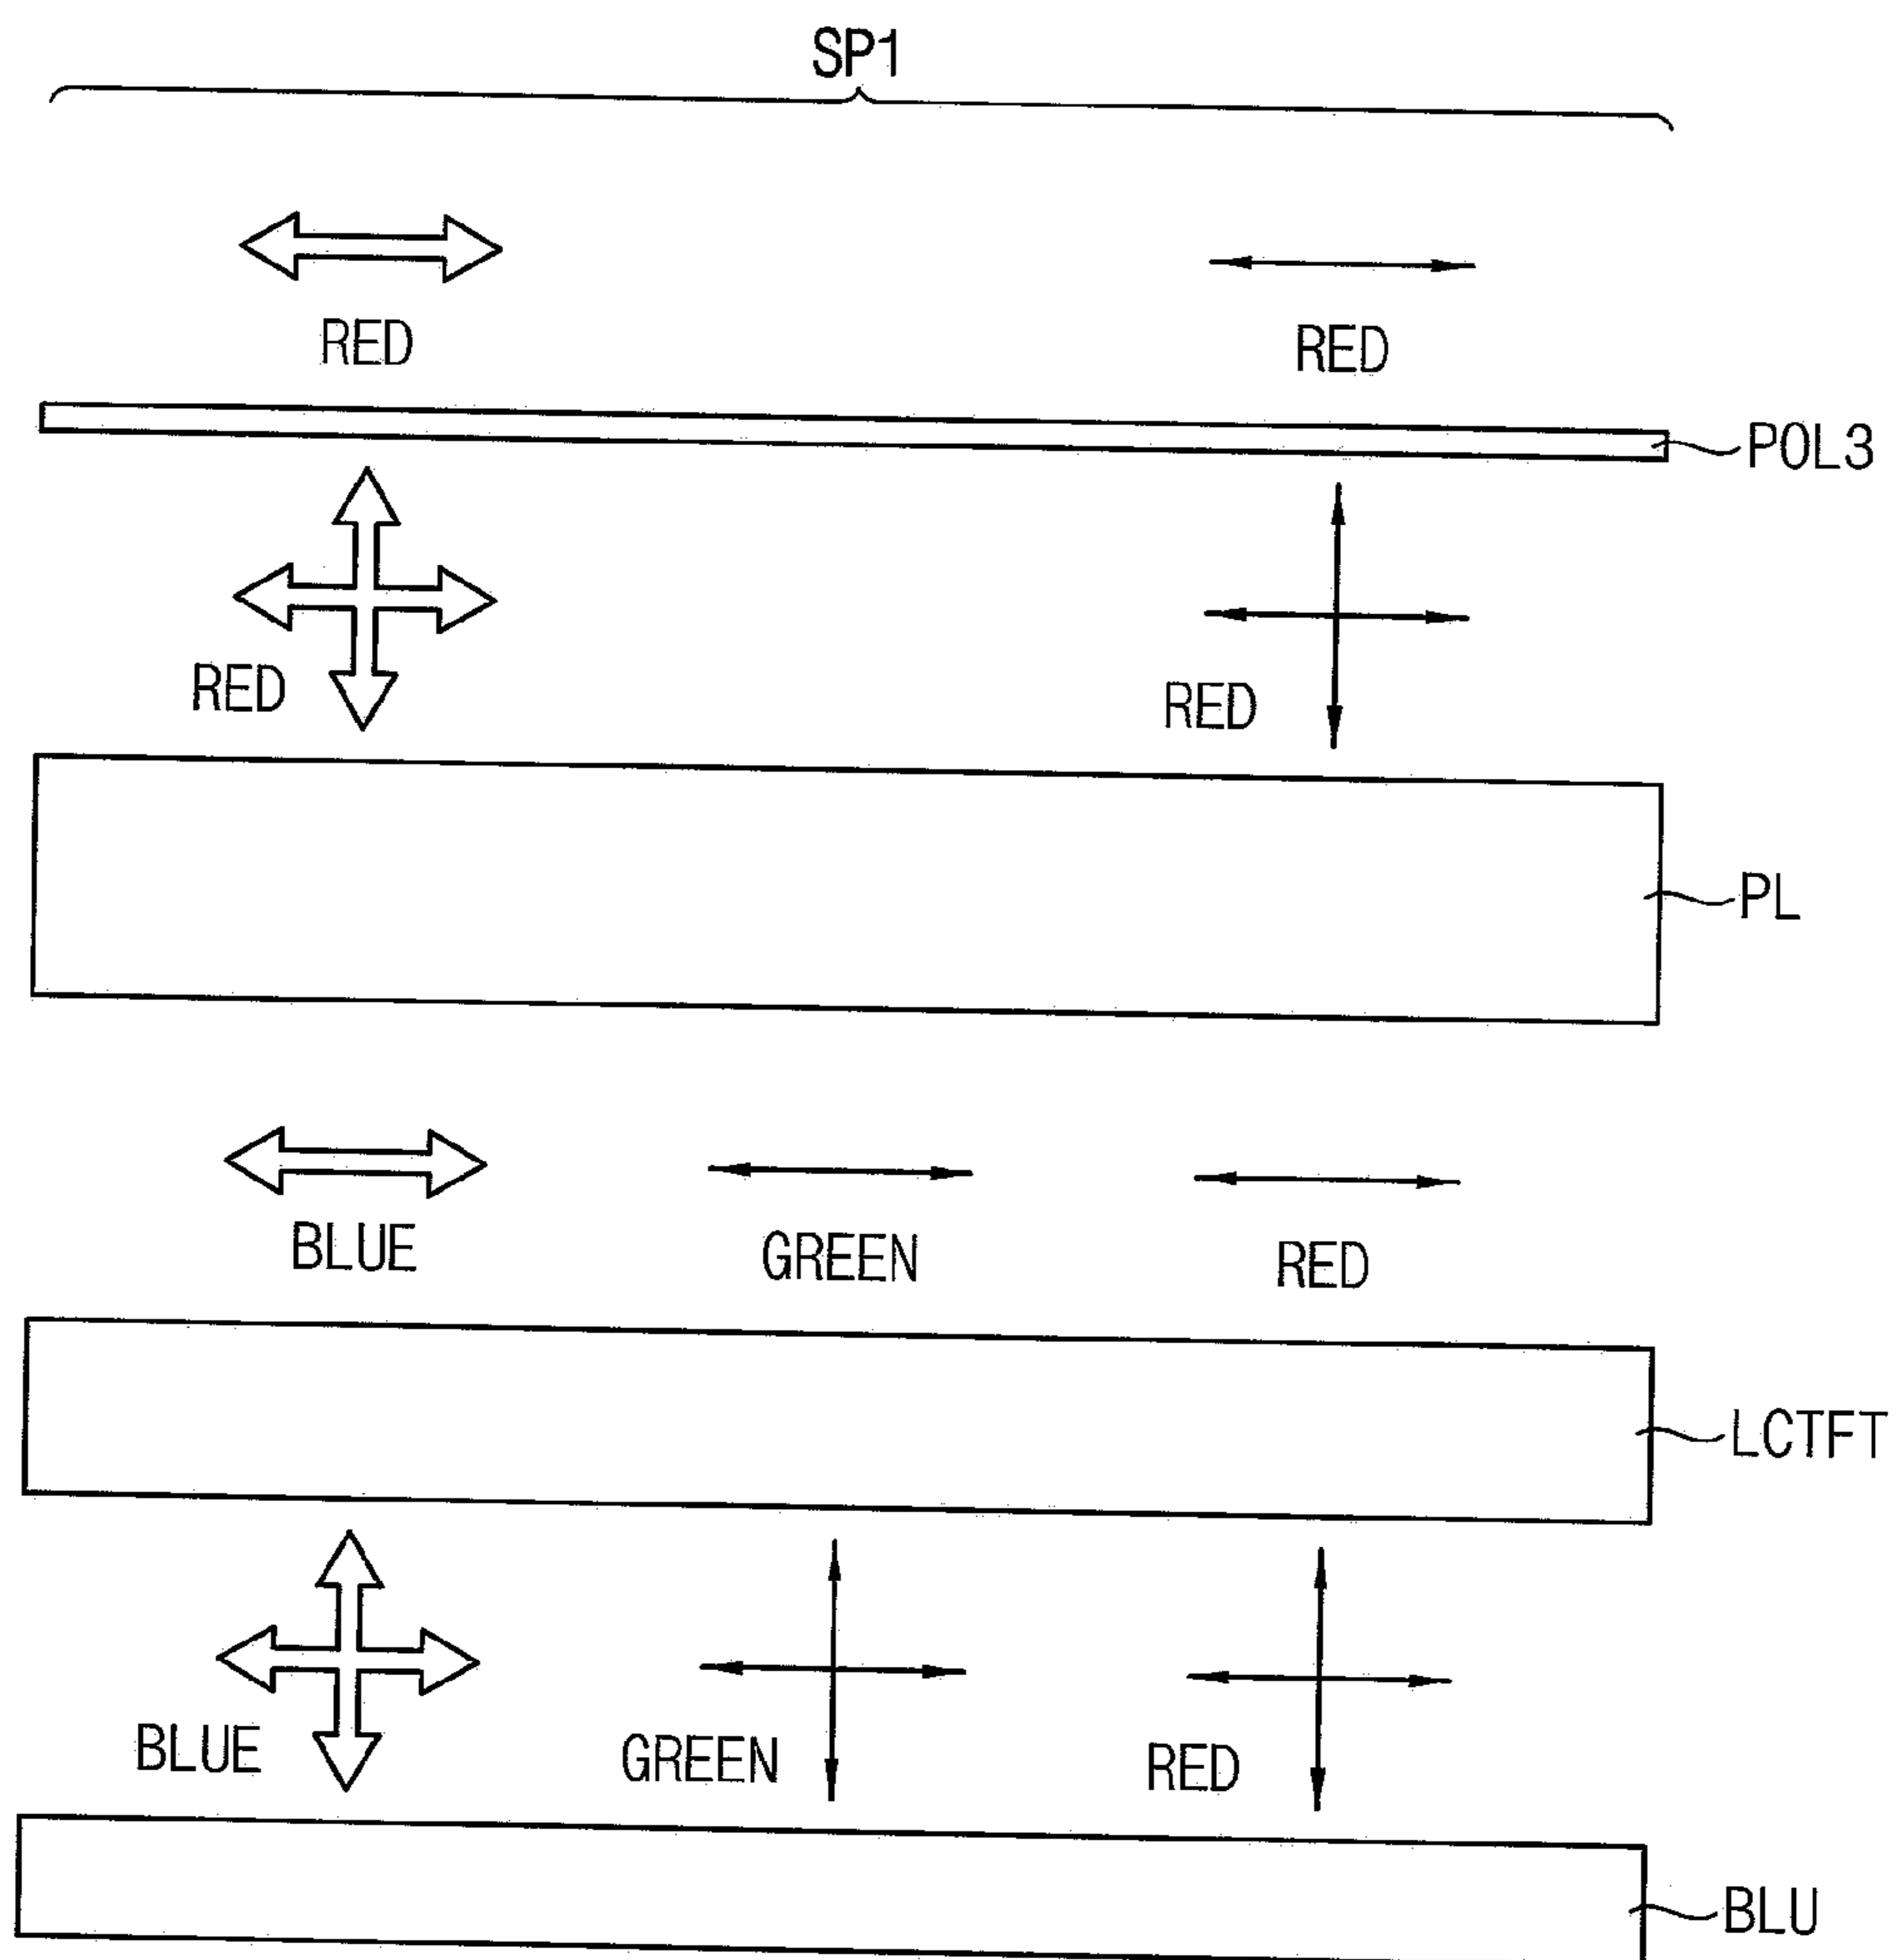 SP1
RED
RED
POL3
RED
RED
PL
BLUE
GREEN
RED
LCTFT
BLUE
GREEN
RED
BLU